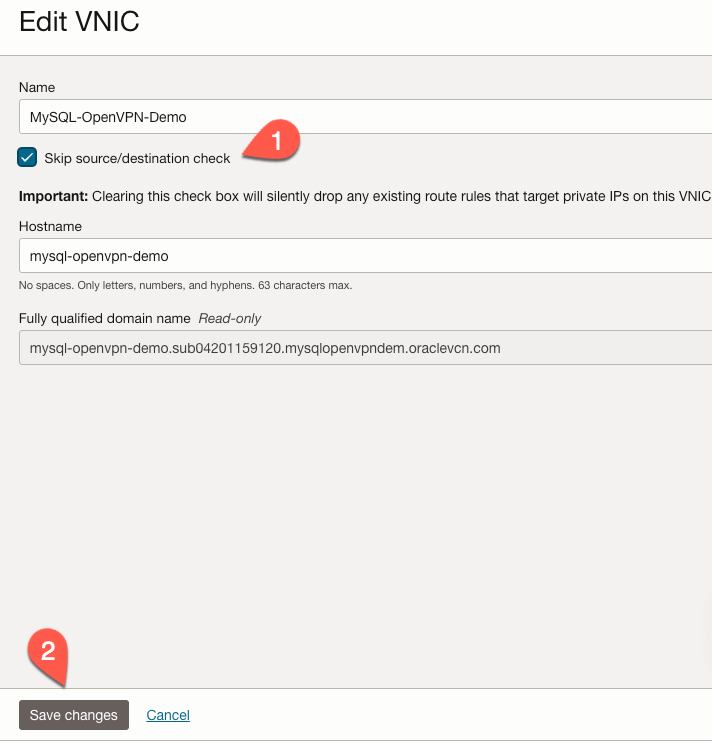 Edit VNIC
Name
MySQL-OpenVPN-Demo
Skip source/destination check
1
Important: Clearing this check box will silently drop any existing route rules that target private IPs on this VNIC
Hostname
mysql-openvpn-demo
No spaces. Only letters, numbers, and hyphens. 63 characters max.
Fully qualified domain name Read-only
mysql-openvpn-demo.sub04201159120.mysqlopenvpndem.oraclevcn.com
2
Save changes Cancel